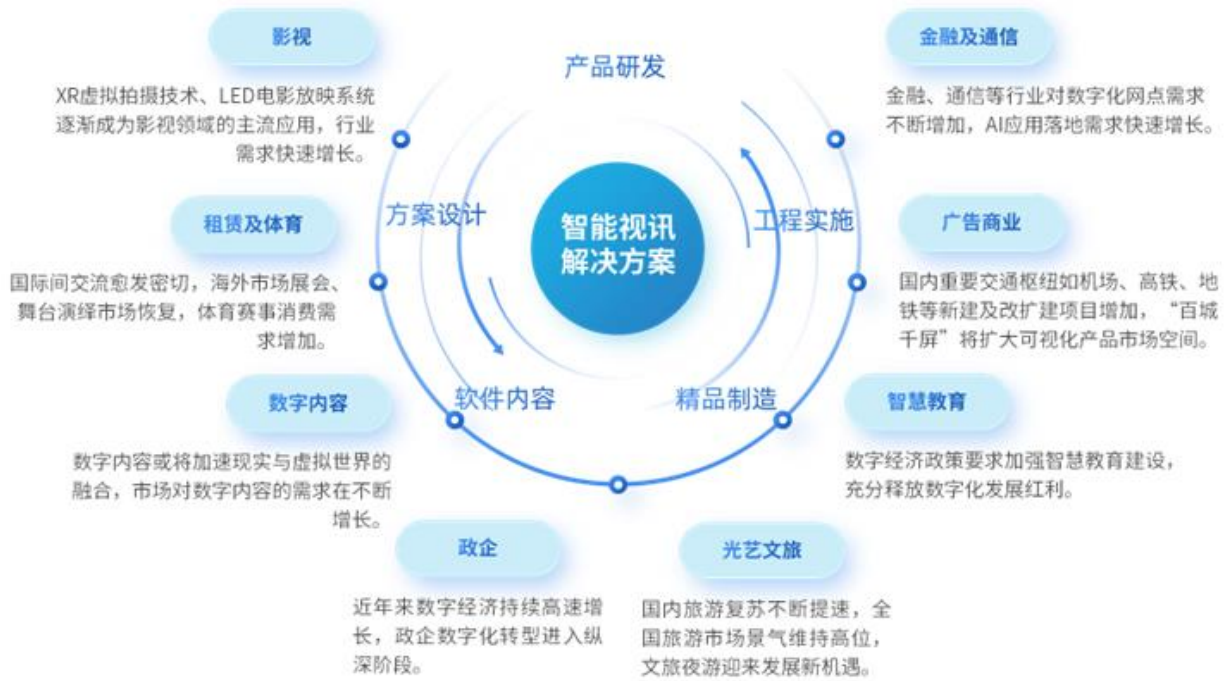 影视
XR虚拟拍摄技术、LED电影放映系统
逐渐成为影视领域的主流应用，行业
需求快速增长。
租赁及体育
国际间交流愈发密切，海外市场展会、
舞台演绎市场恢复，体育赛事消费需
求增加。
数字内容
数字内容或将加速现实与虚拟世界的
融合，市场对数字内容的需求在不断
增长。
政企
近年来数字经济持续高速增
长，政企数字化转型进入纵
深阶段。
产品研发
方案设计
工程实施
智能视讯
解决方案
软件内容
精品制造
金融及通信
金融、通信等行业对数字化网点需求
不断增加，AI应用落地需求快速增长。
广告商业
国内重要交通枢纽如机场、高铁、地
铁等新建及改扩建项目增加，“百城
千屏”将扩大可视化产品市场空间。
智慧教育
数字经济政策要求加强智慧教育建设，
充分释放数字化发展红利。
光艺文旅
国内旅游复苏不断提速，全
国旅游市场景气维持高位，
文旅夜游迎来发展新机遇。